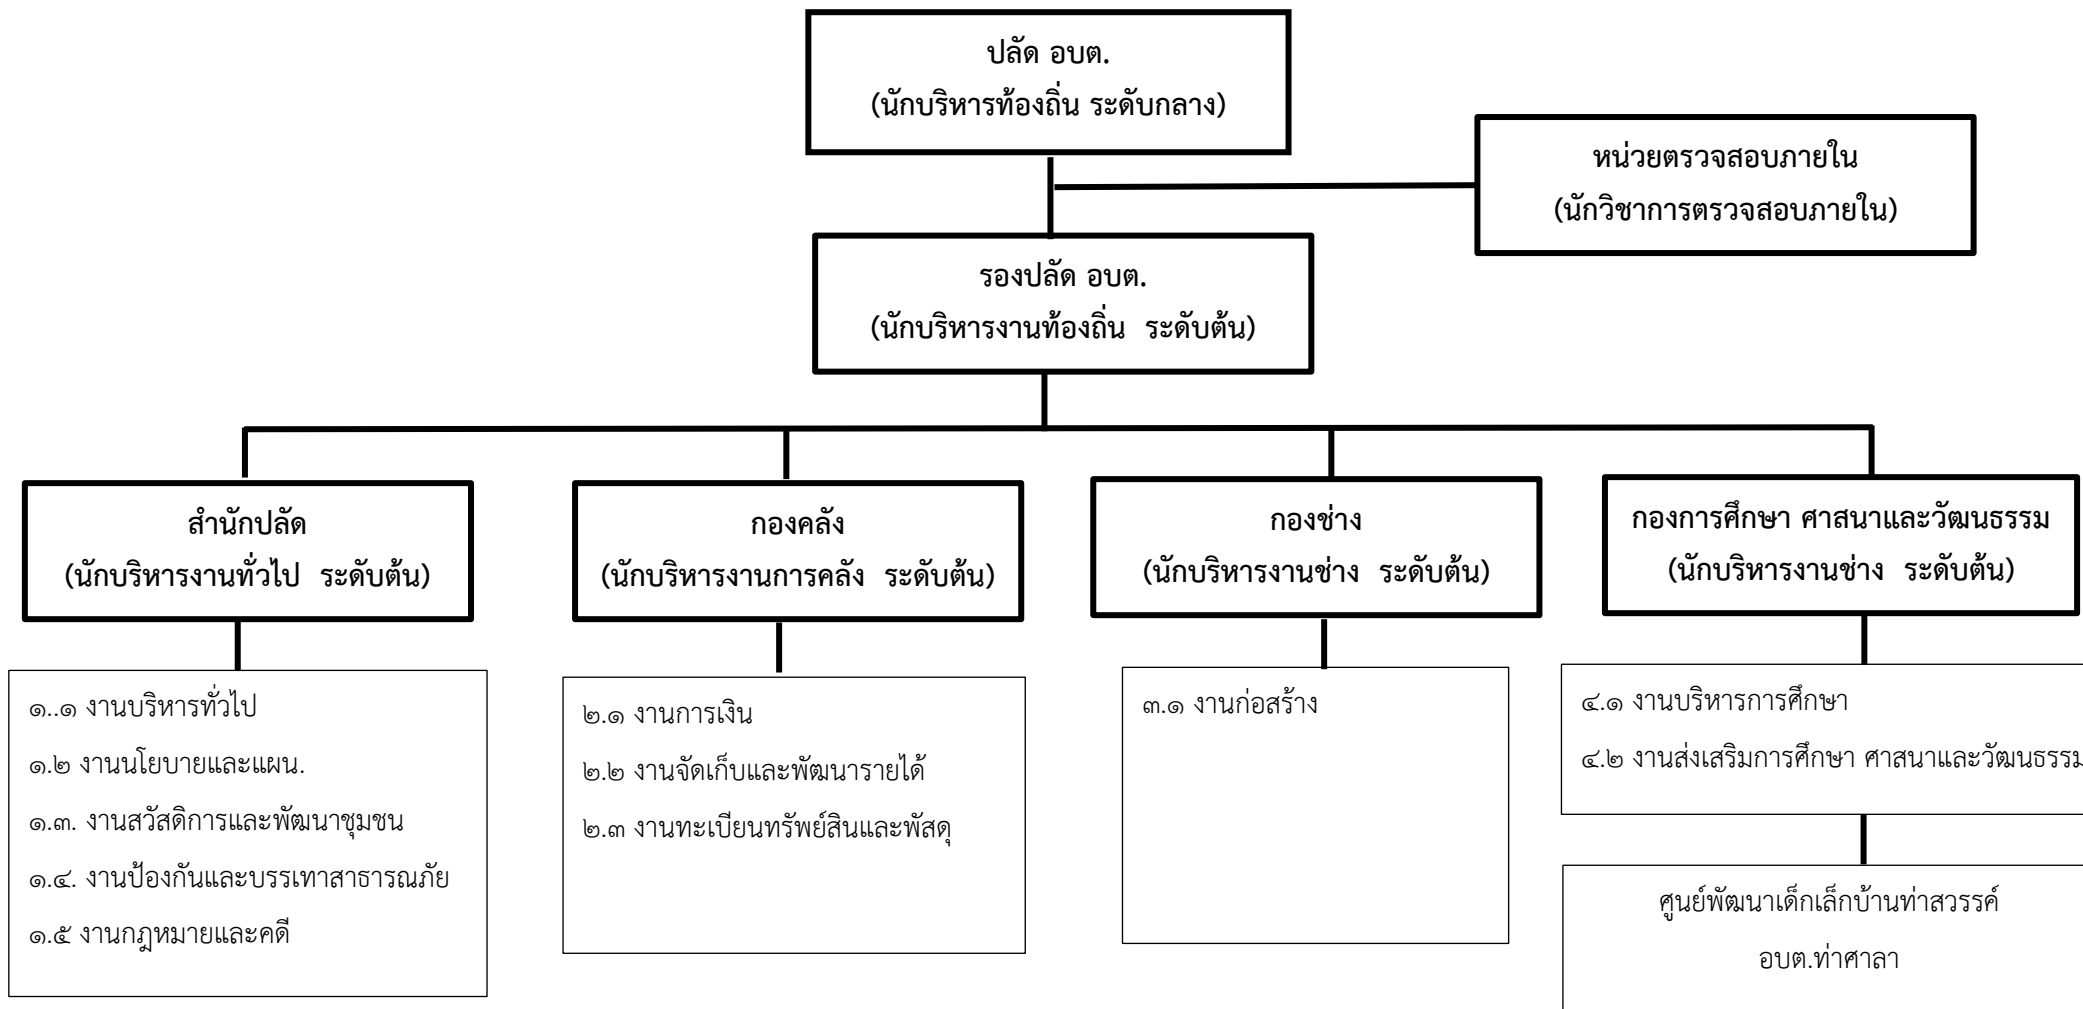 ปลัด อบต.
(นักบริหารท้องถิ่น ระดับกลาง)
หน่วยตรวจสอบภายใน
(นักวิชาการตรวจสอบภายใน)
รองปลัด อบต.
(นักบริหารงานท้องถิ่น ระดับต้น)
สำนักปลัด
(นักบริหารงานทั่วไป ระดับต้น)
กองคลัง
(นักบริหารงานการคลัง ระดับต้น)
กองช่าง
(นักบริหารงานช่าง ระดับต้น)
กองการศึกษา ศาสนาและวัฒนธรรม
(นักบริหารงานช่าง ระดับต้น)
๑..๑ งานบริหารทั่วไป
๑.๒ งานนโยบายและแผน.
๑.๓. งานสวัสดิการและพัฒนาชุมชน
๑.๔. งานป้องกันและบรรเทาสาธารณภัย
๑.๕ งานกฎหมายและคดี
๒.๑ งานการเงิน
๒.๒ งานจัดเก็บและพัฒนารายได้
๒.๓ งานทะเบียนทรัพย์สินและพัสดุ
๓.๑ งานก่อสร้าง
๔.๑ งานบริหารการศึกษา
๔.๒ งานส่งเสริมการศึกษา ศาสนาและวัฒนธรรม
ศูนย์พัฒนาเด็กเล็กบ้านท่าสวรรค์
อบต.ท่าศาลา